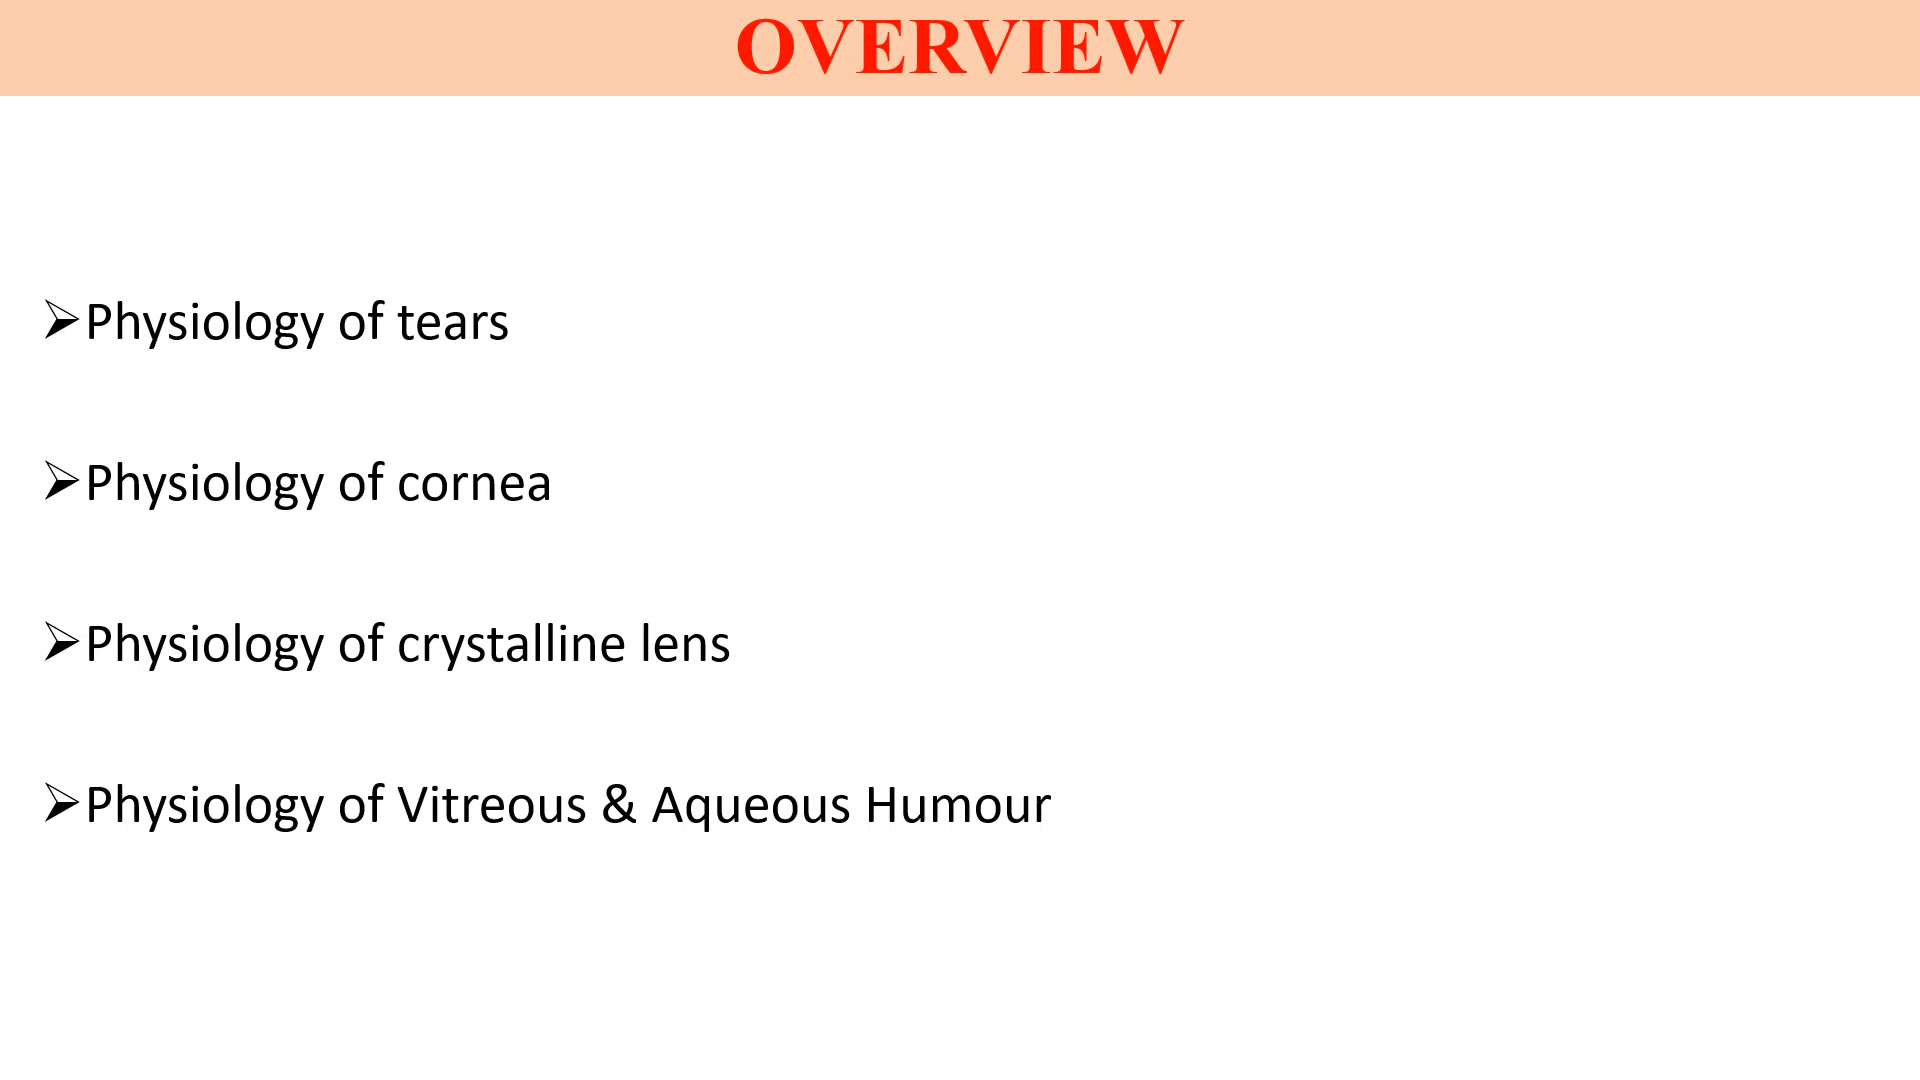 OVERVIEW
➢Physiology of tears
➢Physiology of cornea
➢Physiology of crystalline lens
➢Physiology of Vitreous & Aqueous Humour